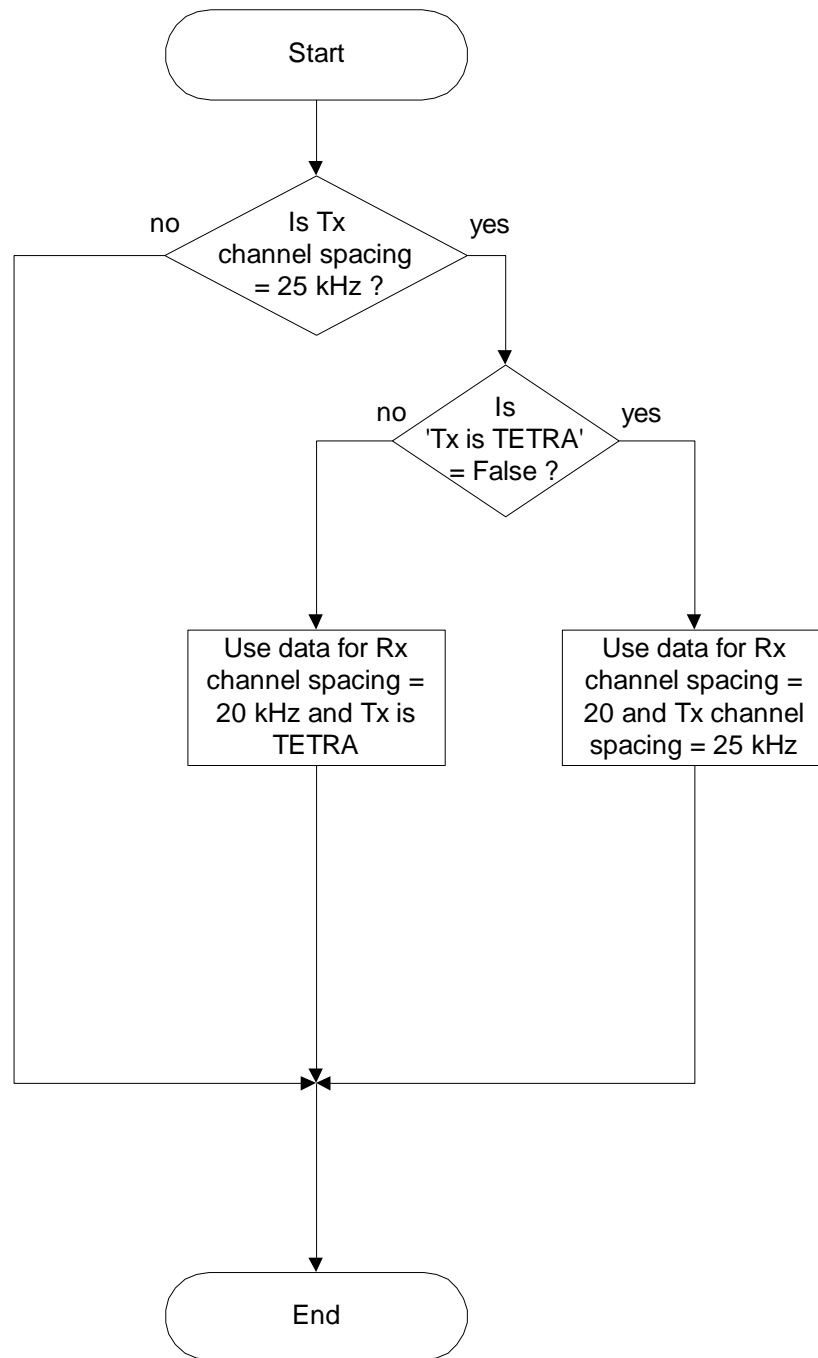 Start
Is Tx
channel spacing
= 25 kHz ?
no
yes
Is
'Tx is TETRA'
= False ?
no
yes
Use data for Rx
channel spacing =
20 kHz and Tx is
TETRA
Use data for Rx
channel spacing =
20 and Tx channel
spacing = 25 kHz
End